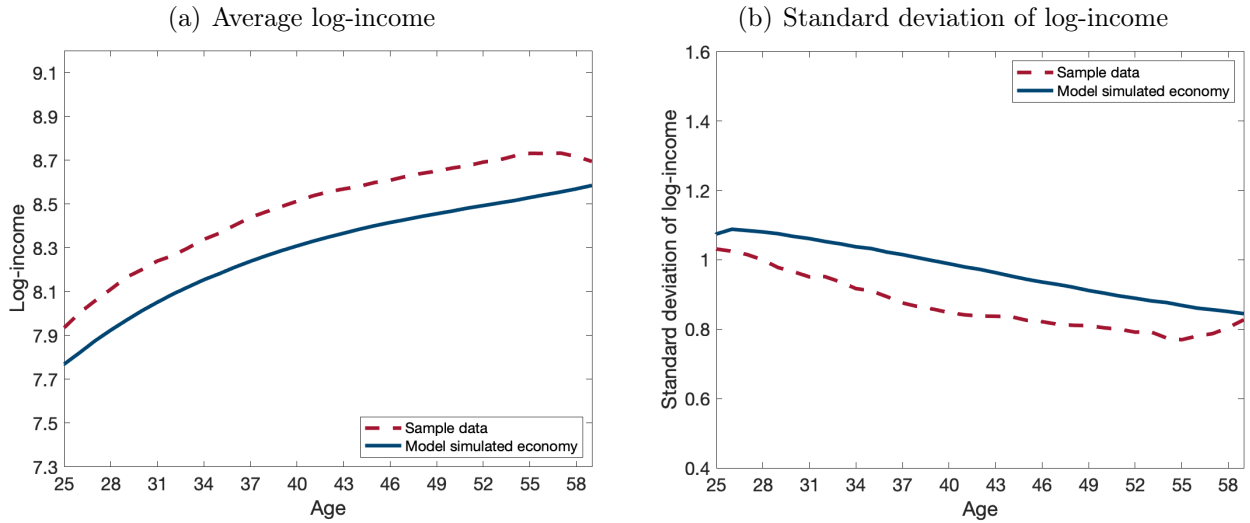 (a) Average log-income
9.1
8.9
8.7
8.5
8.3
8.1
7.9
7.7
7.5
7.3
Log-income
25 28 31 34 37 40 43 46 49 52 55 58
Age
Sample data
Model simulated economy
(b) Standard deviation of log-income
1.6
1.4
1.2
1
0.8
0.6
0.4
Standard deviation of log-income
25 28 31 34 37 40 43 46 49 52 55 58
Age
Sample data
Model simulated economy